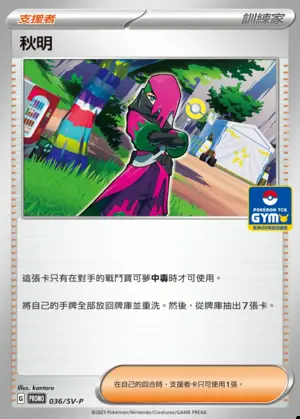 支援者
訓練家
秋明
POKÉMON TCG
GYM
這張卡只有在對手的戰鬥寶可夢中毒時才可使用。
將自己的手牌全部放回牌庫並重洗。然後，從牌庫抽出7張卡。
Illus. kantaro
G PROMO 036/SV-P
在自己的回合時，支援者卡只可使用1張。
©2023 Pokémon/Nintendo/Creatures/GAME FREAK.